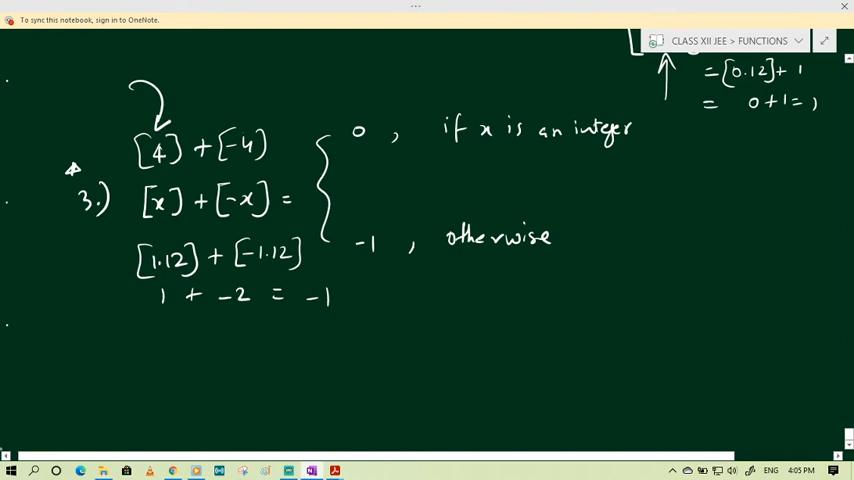 To sync this notebook, sign in to OneNote.
CLASS XII JEE > FUNCTIONS
= [0.12] + 1
= 0+1=1
[4] + [-4]
0 , if x is an integer
3.) [x] + [-x] =
-1 , otherwise
[1.12] + [-1.12]
1 + -2 = -1
ENG 4:05 PM